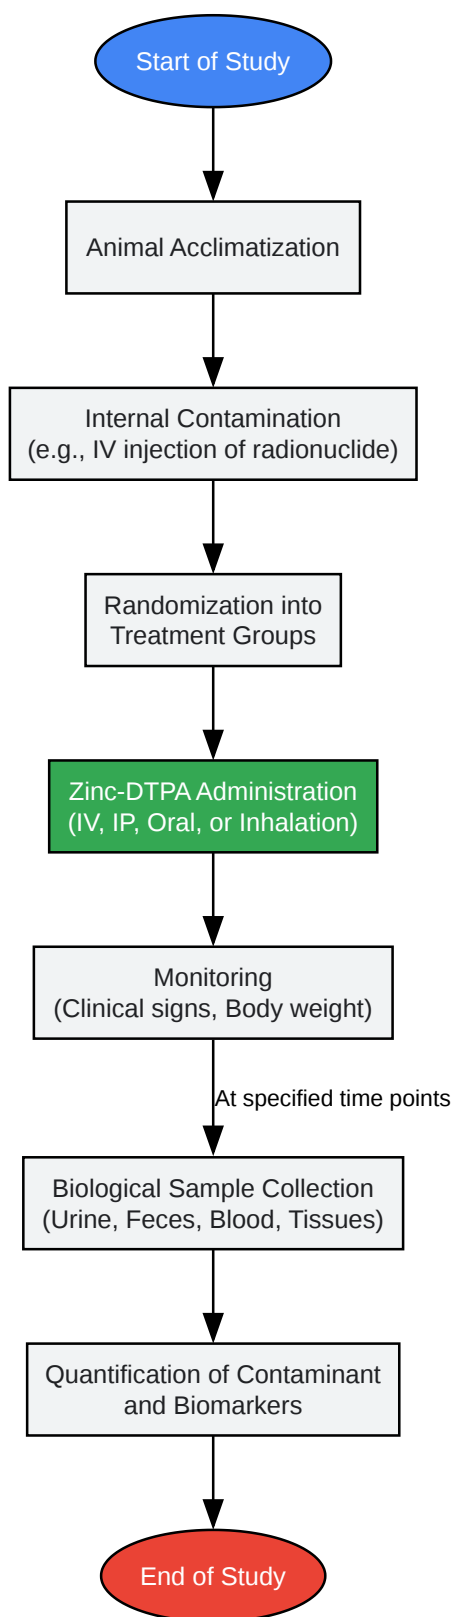 Start of Study
Animal Acclimatization
Internal Contamination
(e.g., IV injection of radionuclide)
Randomization into
Treatment Groups
Zinc-DTPA Administration
(IV, IP, Oral, or Inhalation)
Monitoring
(Clinical signs, Body weight)
At specified time points
Biological Sample Collection
(Urine, Feces, Blood, Tissues)
Quantification of Contaminant
and Biomarkers
End of Study